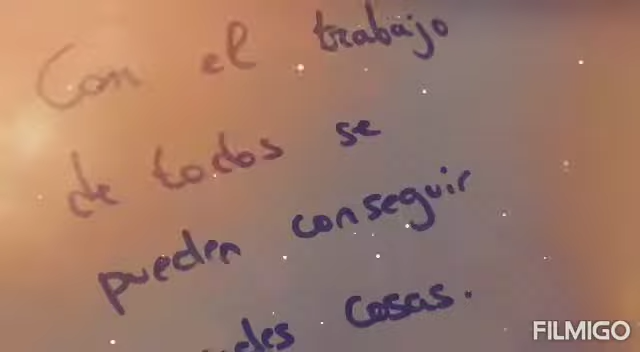 Con el trabajo
de todos se
pueden conseguir
cosas.
FILMIGO